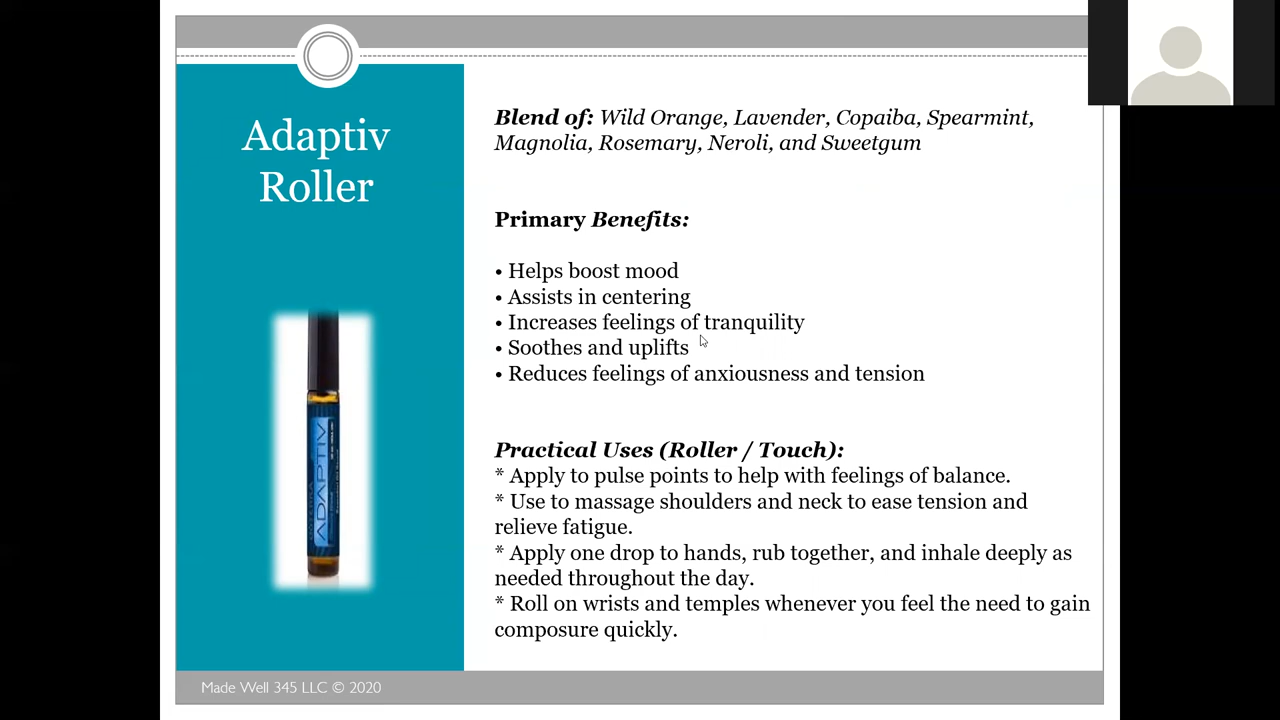 Adaptiv
Roller
ADAPTIV
Blend of: Wild Orange, Lavender, Copaiba, Spearmint,
Magnolia, Rosemary, Neroli, and Sweetgum
Primary Benefits:
• Helps boost mood
• Assists in centering
• Increases feelings of tranquility
• Soothes and uplifts
• Reduces feelings of anxiousness and tension
Practical Uses (Roller / Touch):
* Apply to pulse points to help with feelings of balance.
* Use to massage shoulders and neck to ease tension and
relieve fatigue.
* Apply one drop to hands, rub together, and inhale deeply as
needed throughout the day.
* Roll on wrists and temples whenever you feel the need to gain
composure quickly.
Made Well 345 LLC © 2020